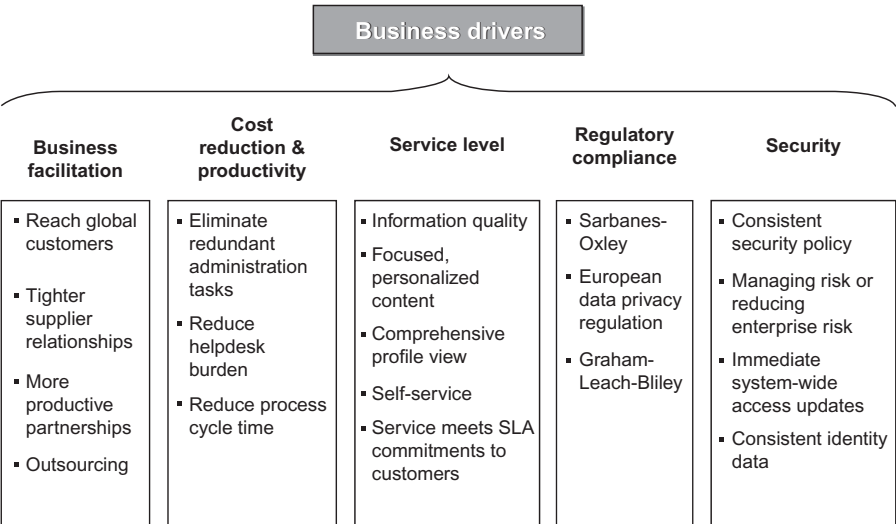 Business drivers
Business
facilitation
Cost
reduction &
productivity
Service level
Regulatory
compliance
Security
▪ Reach global
customers
▪ Tighter
supplier
relationships
▪ More
productive
partnerships
▪ Outsourcing
▪ Eliminate
redundant
administration
tasks
▪ Reduce
helpdesk
burden
▪ Reduce process
cycle time
▪ Information quality
▪ Focused,
personalized
content
▪ Comprehensive
profile view
▪ Self-service
▪ Service meets SLA
commitments to
customers
▪ Sarbanes-
Oxley
▪ European
data privacy
regulation
▪ Graham-
Leach-Bliley
▪ Consistent
security policy
▪ Managing risk or
reducing
enterprise risk
▪ Immediate
system-wide
access updates
▪ Consistent identity
data